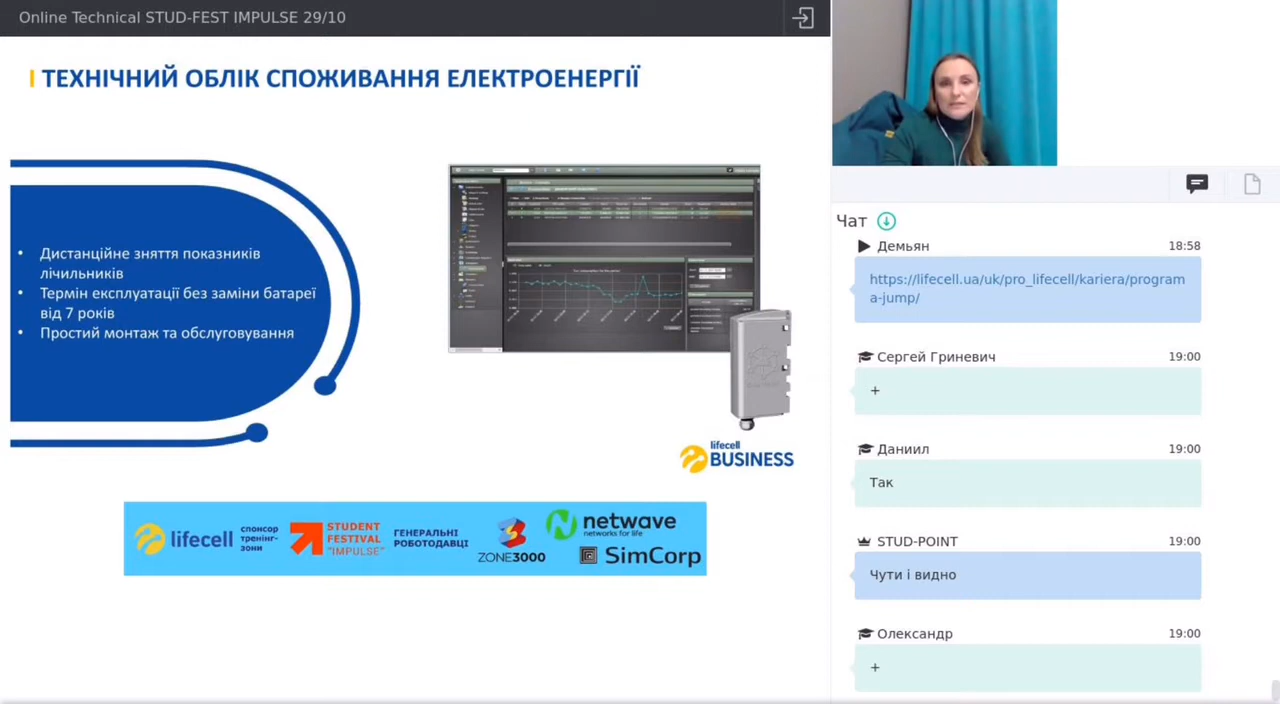 Online Technical STUD-FEST IMPULSE 29/10
ТЕХНІЧНИЙ ОБЛІК СПОЖИВАННЯ ЕЛЕКТРОЕНЕРГІЇ
• Дистанційне зняття показників
лічильників
• Термін експлуатації без заміни батареї
від 7 років
• Простий монтаж та обслуговування
lifecell
BUSINESS
lifecell
спонсор
тренінг-
зони
STUDENT
FESTIVAL
"IMPULSE"
ГЕНЕРАЛЬНІ
РОБОТОДАВЦІ
ZONE3000
netwave
networks for life
SimCorp
Чат
Демьян 18:58
https://lifecell.ua/uk/pro_lifecell/kariera/program
a-jump/
Сергей Гриневич 19:00
+
Даниил 19:00
Так
STUD-POINT 19:00
Чути і видно
Олександр 19:00
+